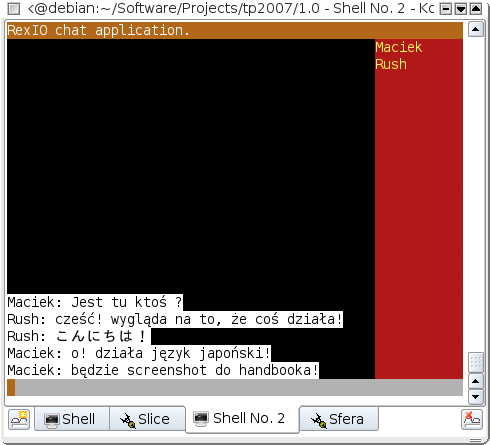 <@debian:~/Software/Projects/tp2007/1.0 - Shell No. 2 - Ko
RexIO chat application.
Maciek
Rush
Maciek: Jest tu ktoś ?
Rush: cześć! wygląda na to, że coś działa!
Rush: こんにちは！
Maciek: o! działa język japoński!
Maciek: będzie screenshot do handbooka!
Shell
Slice
Shell No. 2
Sfera